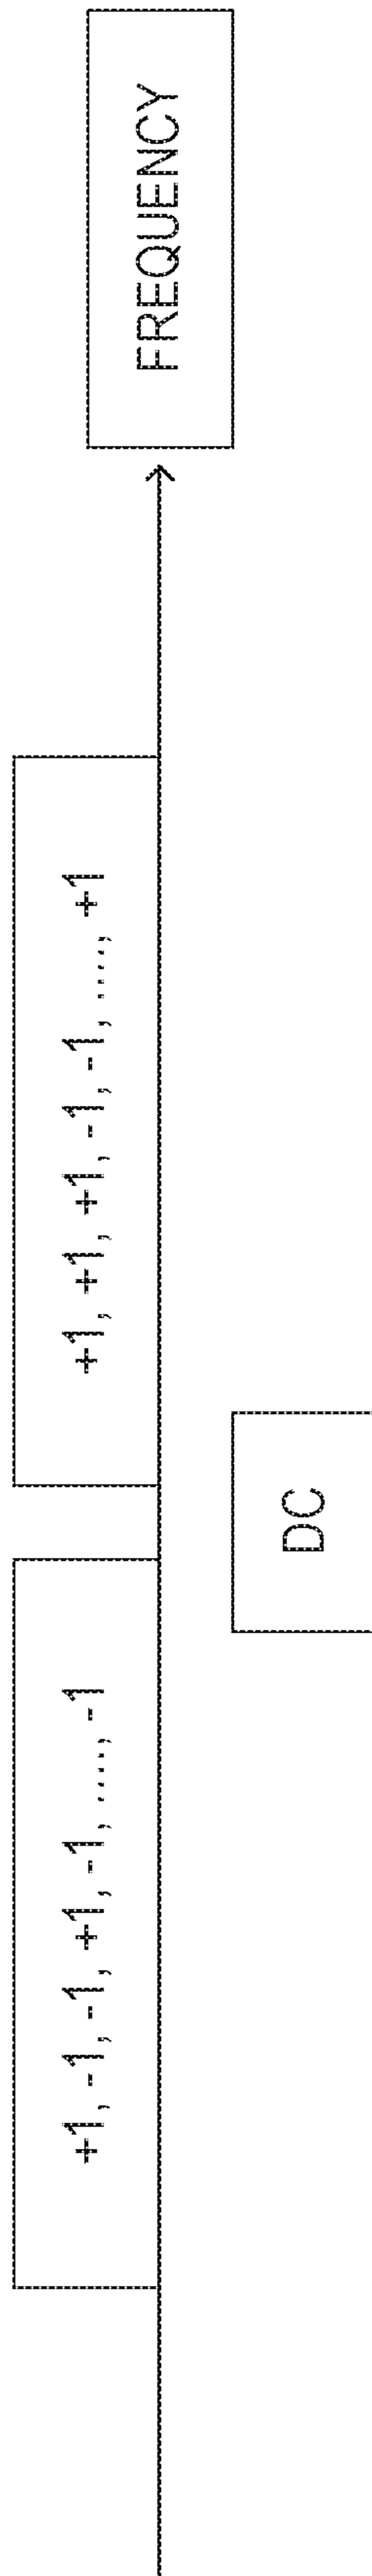 +1, -1, -1, +1, -1, ...., -1
+1, +1, +1, -1, -1, ...., +1
FREQUENCY
DC